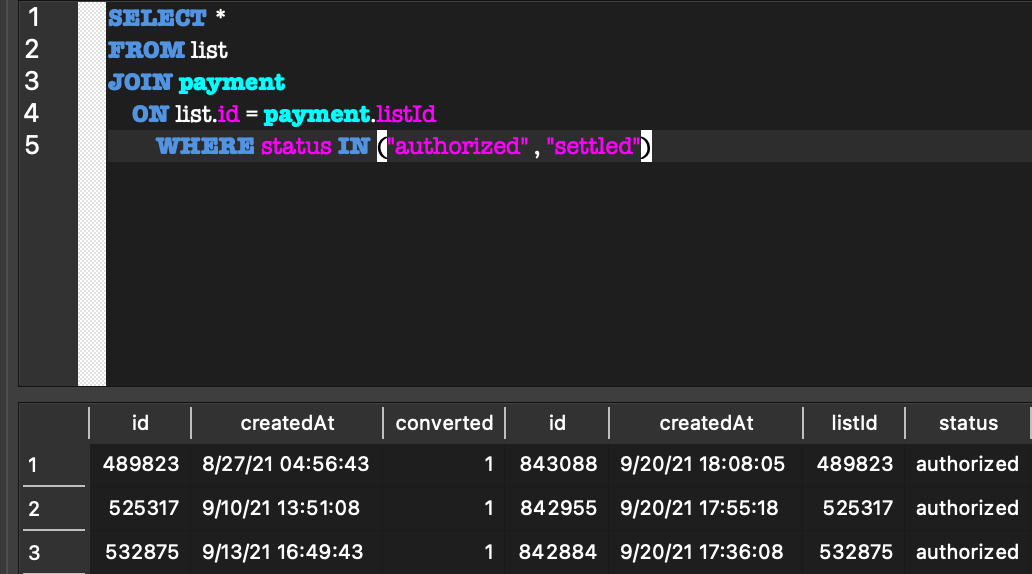 1 SELECT *
2 FROM list
3 JOIN payment
4 ON list.id = payment.listId
5 WHERE status IN ("authorized" , "settled")
id createdAt converted id createdAt listId status
1 489823 8/27/21 04:56:43 1 843088 9/20/21 18:08:05 489823 authorized
2 525317 9/10/21 13:51:08 1 842955 9/20/21 17:55:18 525317 authorized
3 532875 9/13/21 16:49:43 1 842884 9/20/21 17:36:08 532875 authorized